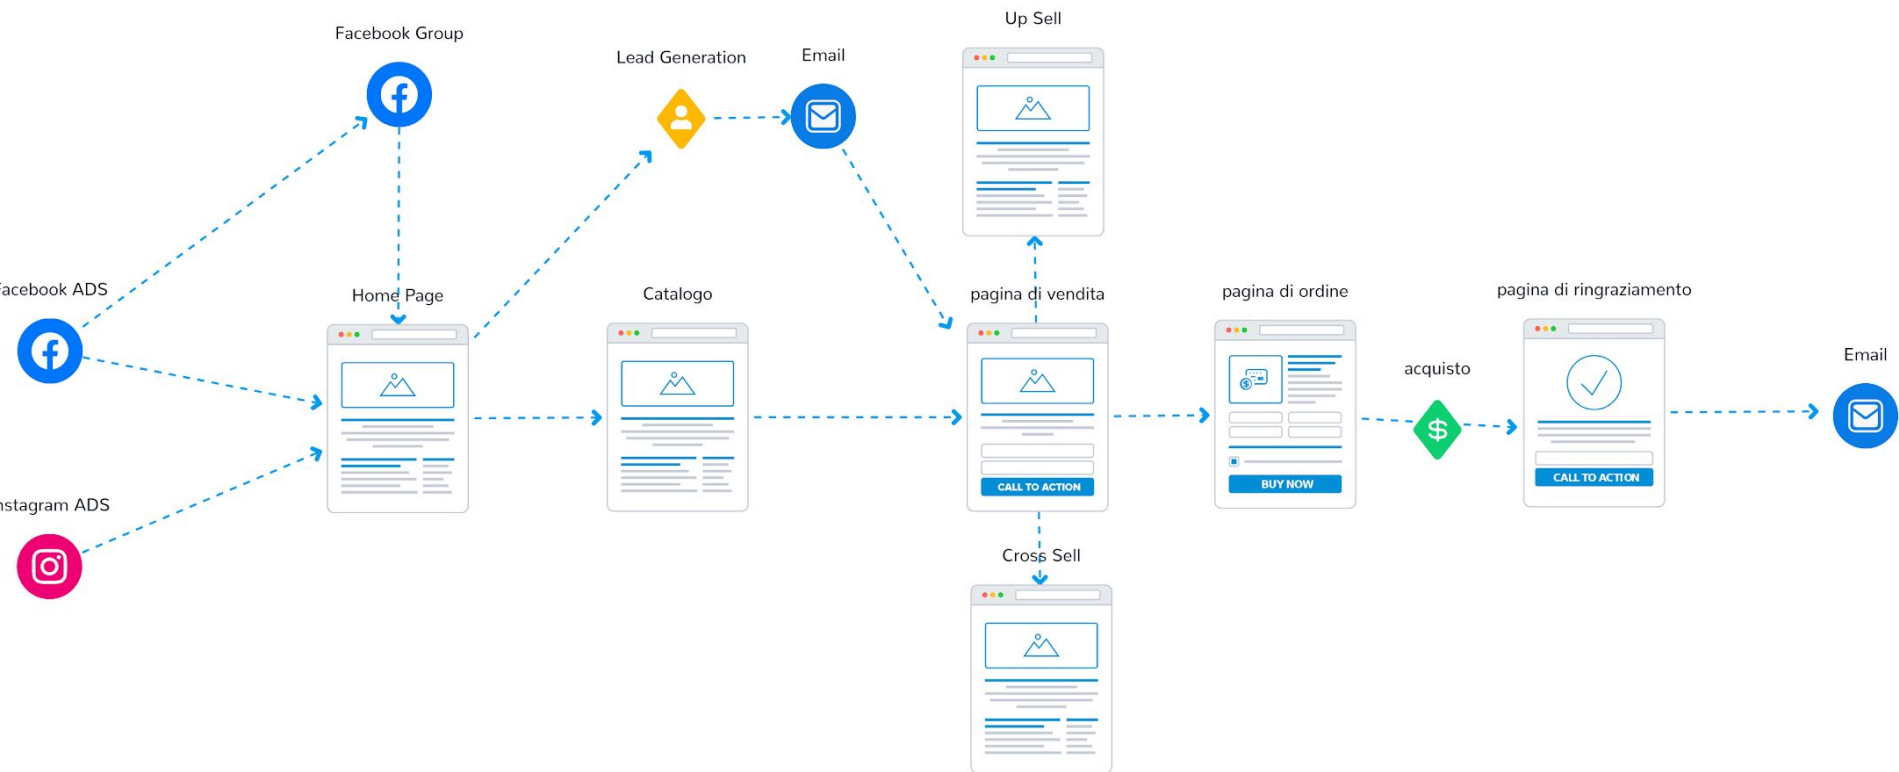 Up Sell
Facebook Group
Lead Generation
Email
acebook ADS
Home Page
Catalogo
pagina di vendita
pagina di ordine
pagina di ringraziamento
Email
acquisto
CALL TO ACTION
BUY NOW
CALL TO ACTION
nstagram ADS
Cross Sell